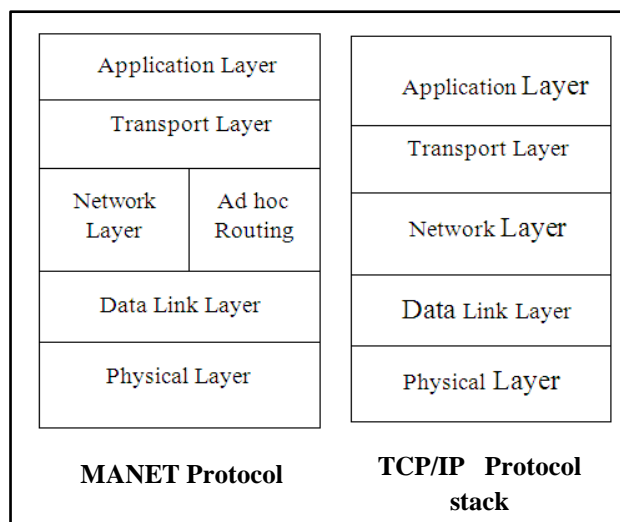 Application Layer
Transport Layer
Network
Layer
Ad hoc
Routing
Data Link Layer
Physical Layer
MANET Protocol
Application Layer
Transport Layer
Network Layer
Data Link Layer
Physical Layer
TCP/IP Protocol
stack